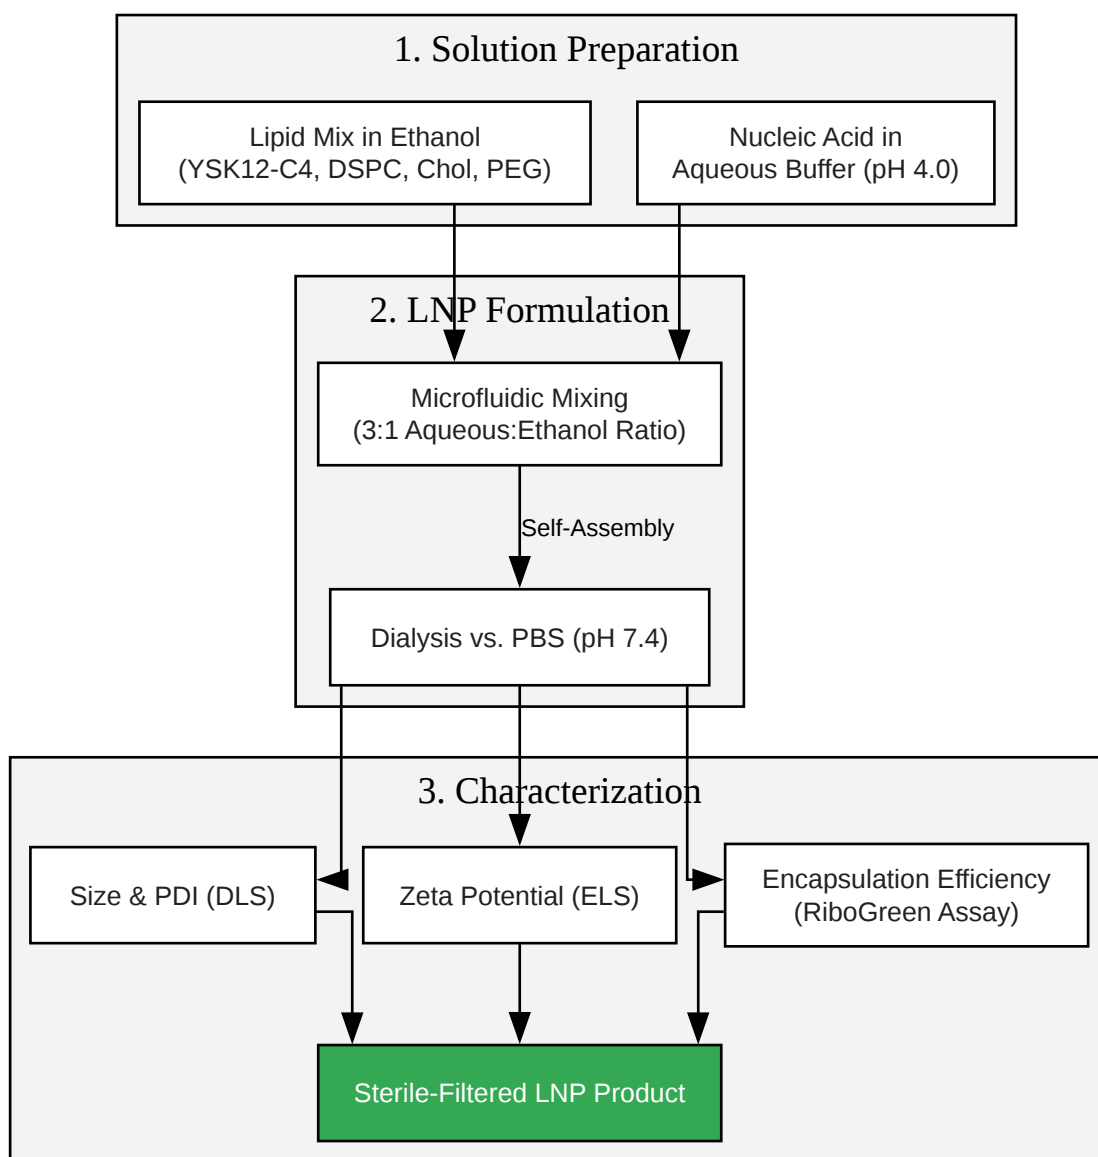 1. Solution Preparation
Lipid Mix in Ethanol
(YSK12-C4, DSPC, Chol, PEG)
Nucleic Acid in
Aqueous Buffer (pH 4.0)
2. LNP Formulation
Microfluidic Mixing
(3:1 Aqueous:Ethanol Ratio)
Self-Assembly
Dialysis vs. PBS (pH 7.4)
3. Characterization
Size & PDI (DLS)
Zeta Potential (ELS)
Encapsulation Efficiency
(RiboGreen Assay)
Sterile-Filtered LNP Product